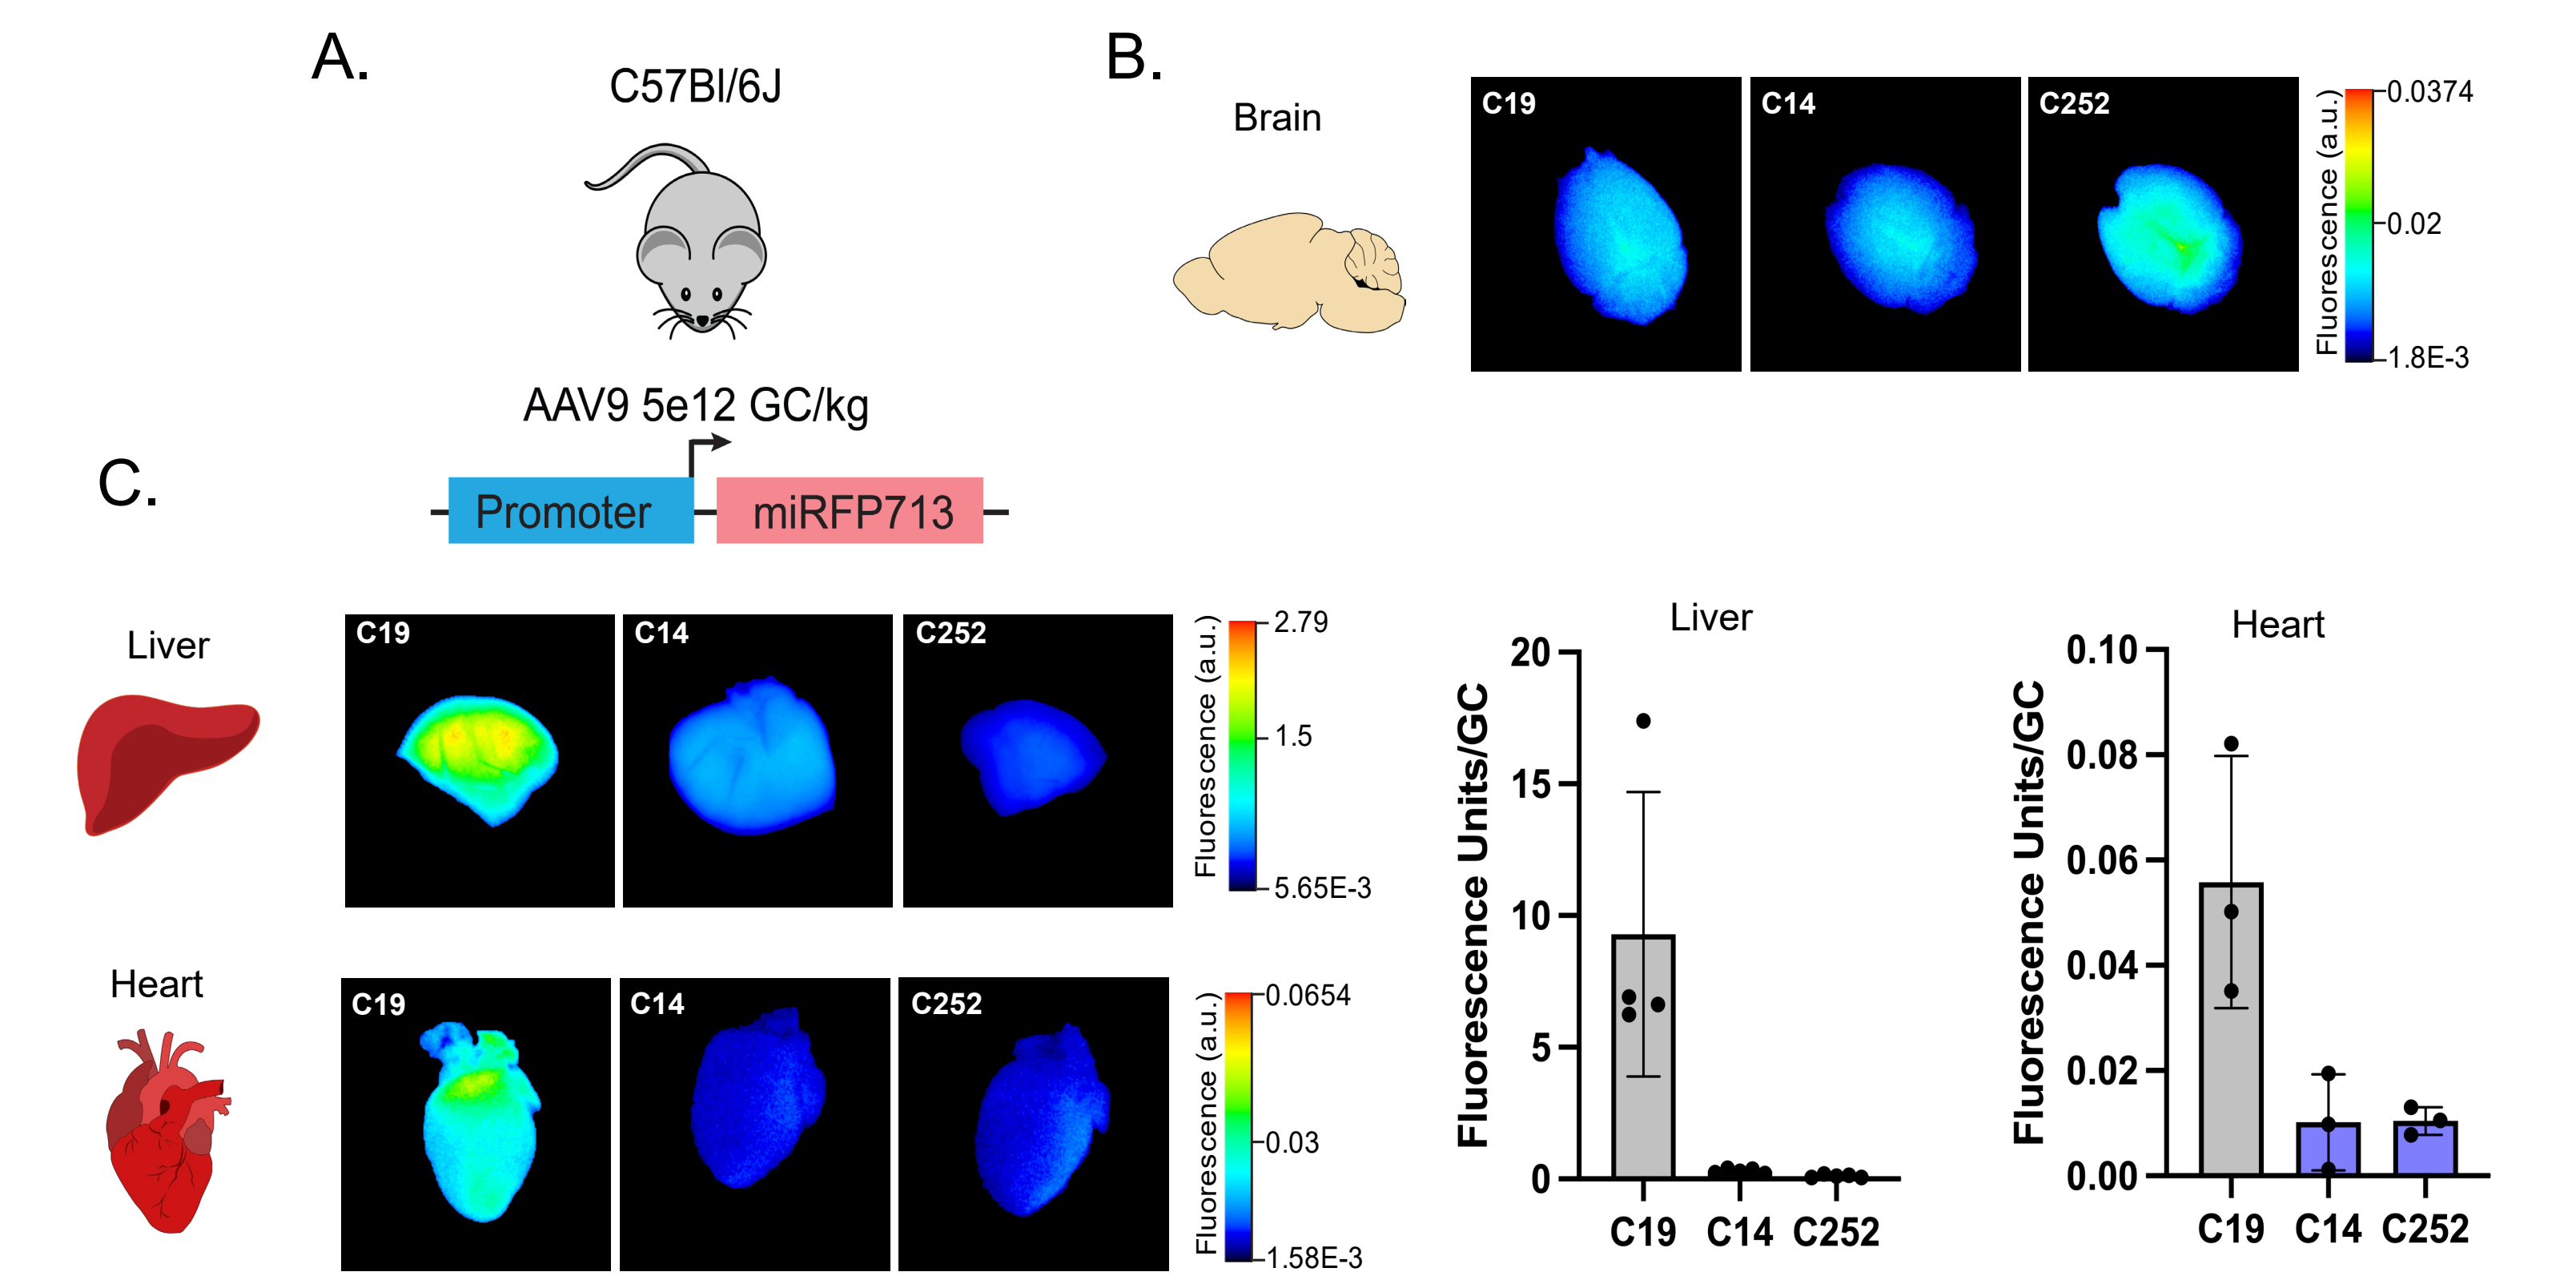 A.
C57Bl/6J
AAV9 5e12 GC/kg
Promoter
miRFP713
B.
Brain
C19
C14
C252
Fluorescence (a.u.)
0.0374
0.02
1.8E-3
C.
Liver
C19
C14
C252
Fluorescence (a.u.)
2.79
1.5
5.65E-3
Heart
C19
C14
C252
Fluorescence (a.u.)
0.0654
0.03
1.58E-3
Liver
Fluorescence Units/GC
20
15
10
5
0
C19 C14 C252
Heart
Fluorescence Units/GC
0.10
0.08
0.06
0.04
0.02
0.00
C19 C14 C252